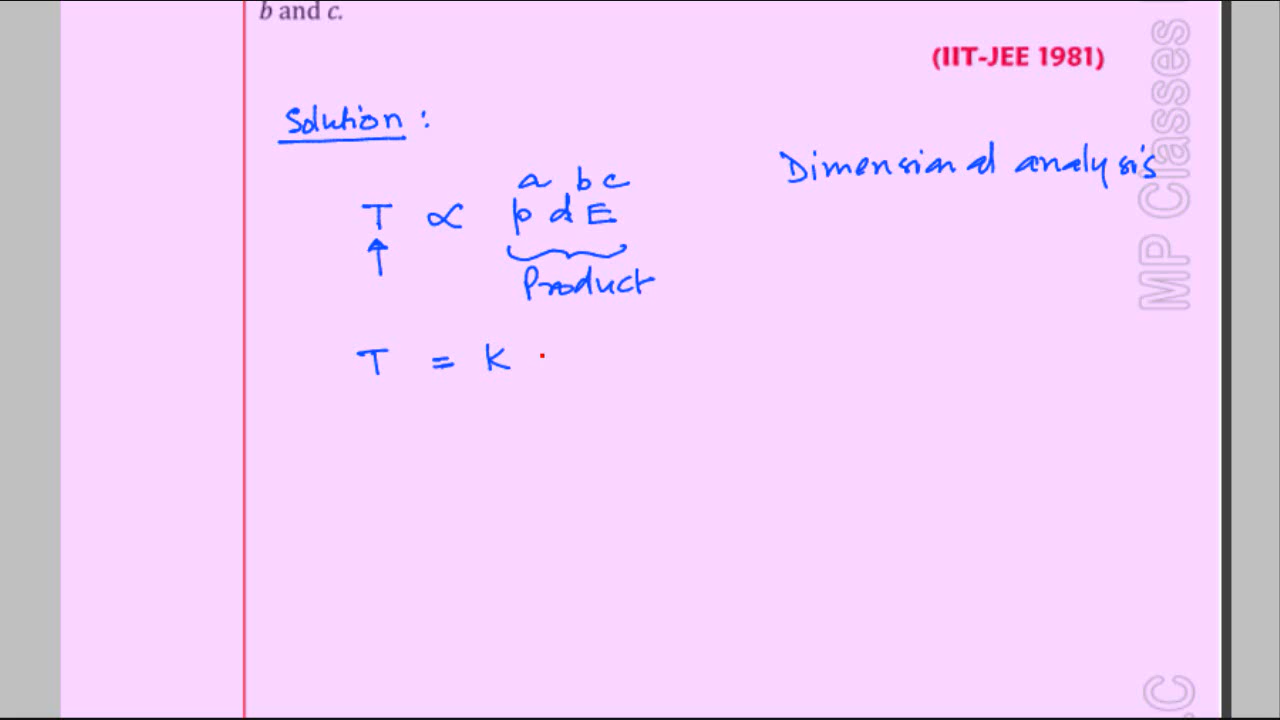 b and c.
(IIT-JEE 1981)
Solution :
Dimensional analysis
T ∝ p^a d^b E^c
Product
T = K
MP Classes
.C